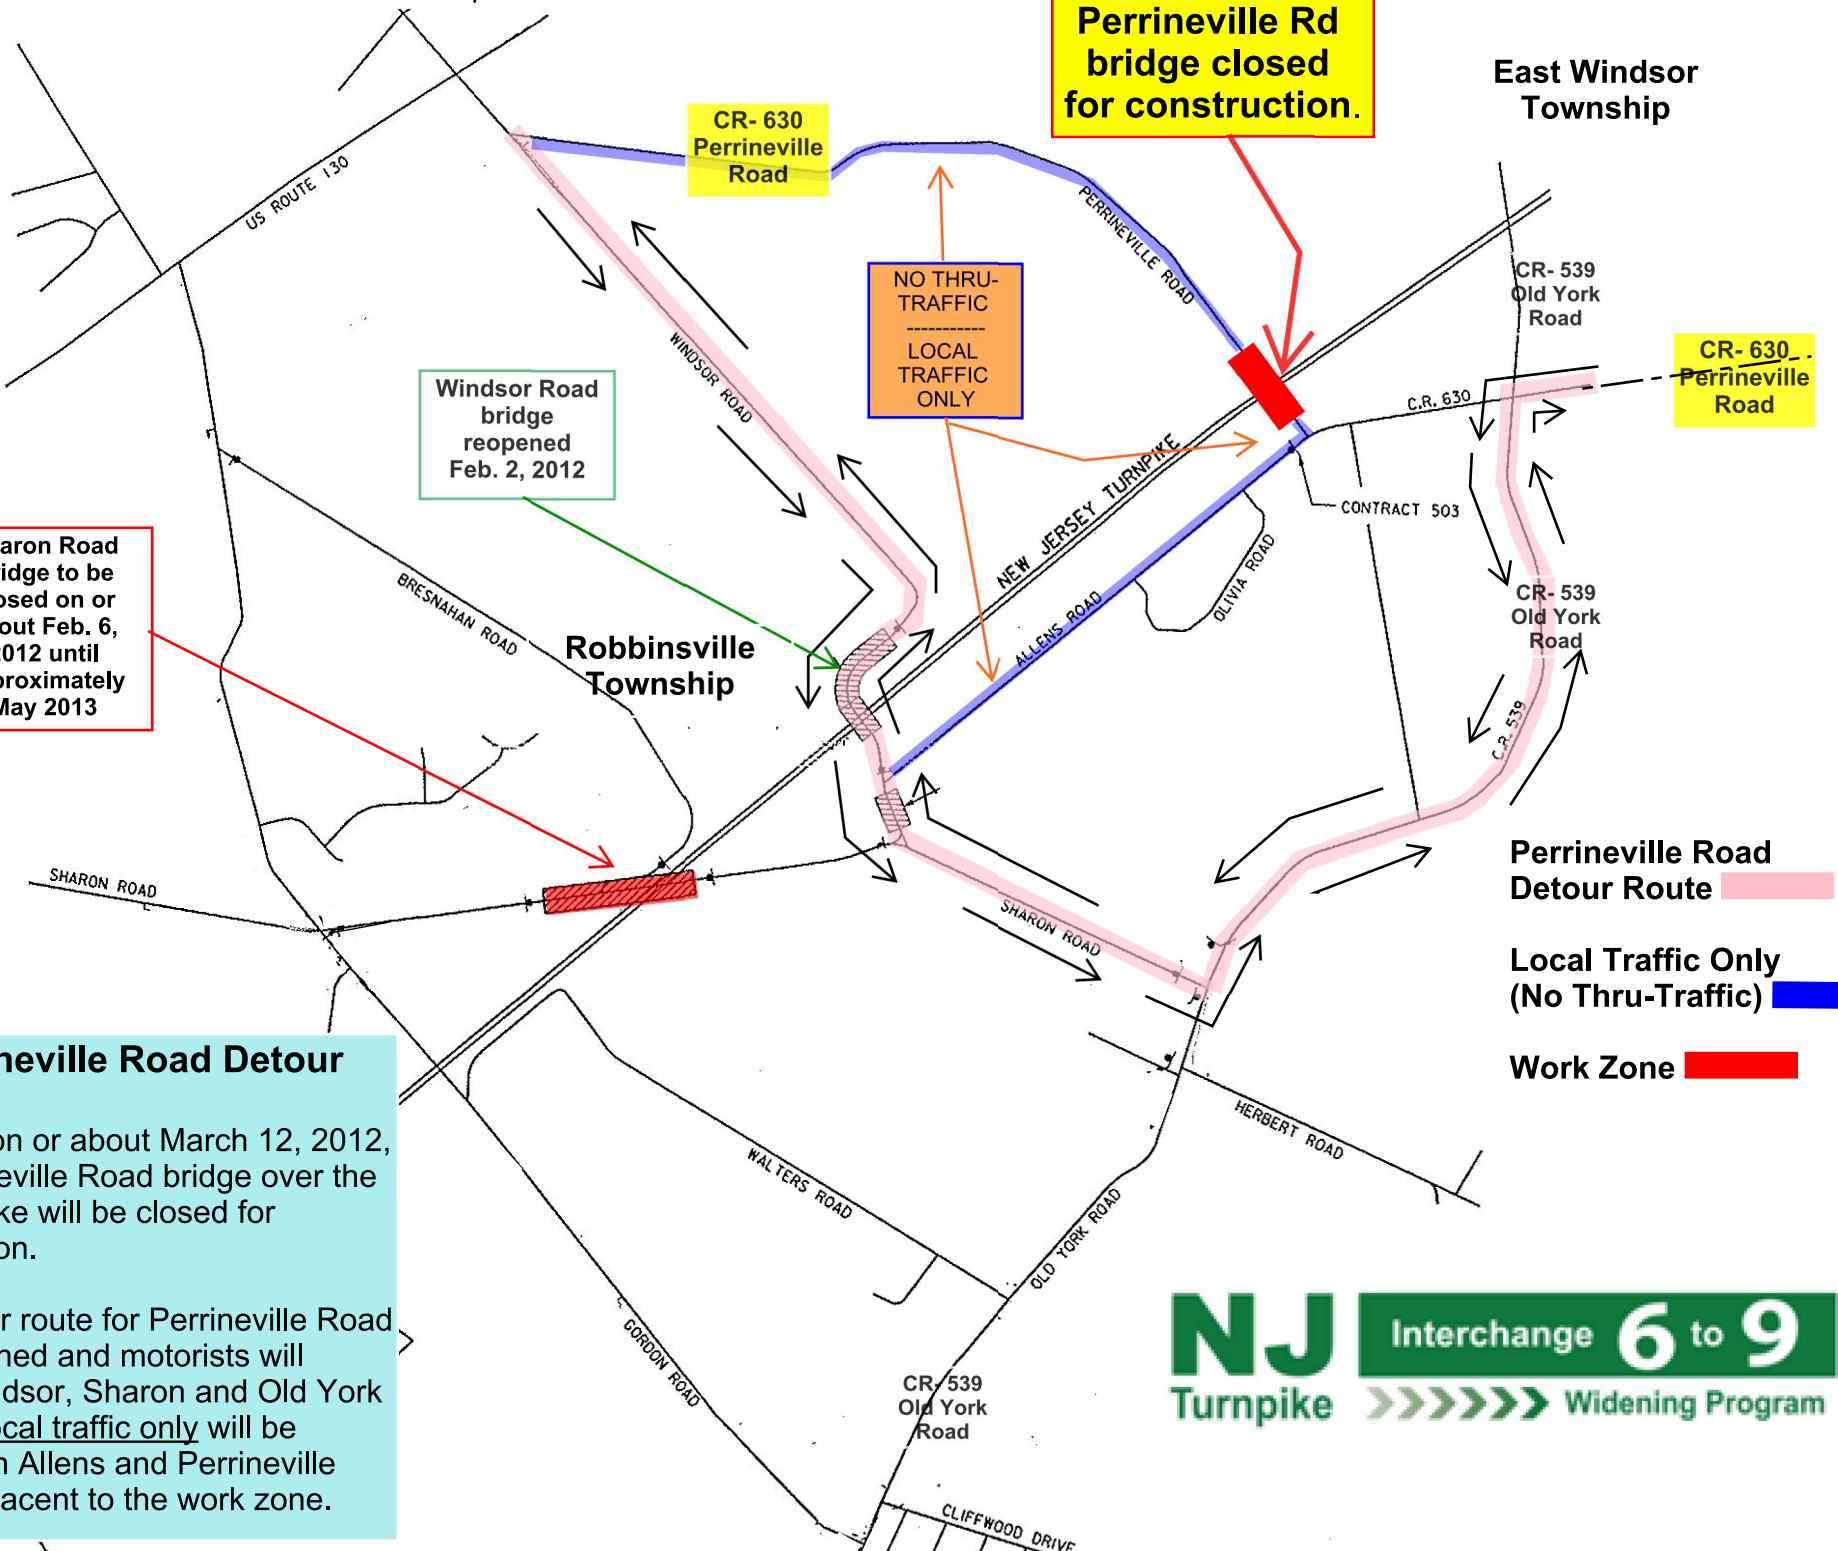 Perrineville Rd
bridge closed
for construction.
East Windsor
Township
CR- 630
Perrineville
Road
US ROUTE 130
PERRINEVILLE ROAD
NO THRU-
TRAFFIC
-----------
LOCAL
TRAFFIC
ONLY
CR- 539
Old York
Road
CR- 630
Perrineville
Road
C.R. 630
WINDSOR ROAD
Windsor Road
bridge
reopened
Feb. 2, 2012
NEW JERSEY TURNPIKE
CONTRACT 503
OLIVIA ROAD
ALLENS ROAD
BRESNAHAN ROAD
Robbinsville
Township
aron Road
idge to be
osed on or
out Feb. 6,
2012 until
proximately
May 2013
CR- 539
Old York
Road
C.R. 539
SHARON ROAD
SHARON ROAD
Perrineville Road
Detour Route
Local Traffic Only
(No Thru-Traffic)
Work Zone
HERBERT ROAD
WALTERS ROAD
OLD YORK ROAD
GORDON ROAD
neville Road Detour
on or about March 12, 2012,
eville Road bridge over the
ke will be closed for
on.
r route for Perrineville Road
ned and motorists will
dsor, Sharon and Old York
ocal traffic only will be
n Allens and Perrineville
acent to the work zone.
CR- 539
Old York
Road
CLIFFWOOD DRIVE
NJ
Turnpike
Interchange 6 to 9
Widening Program